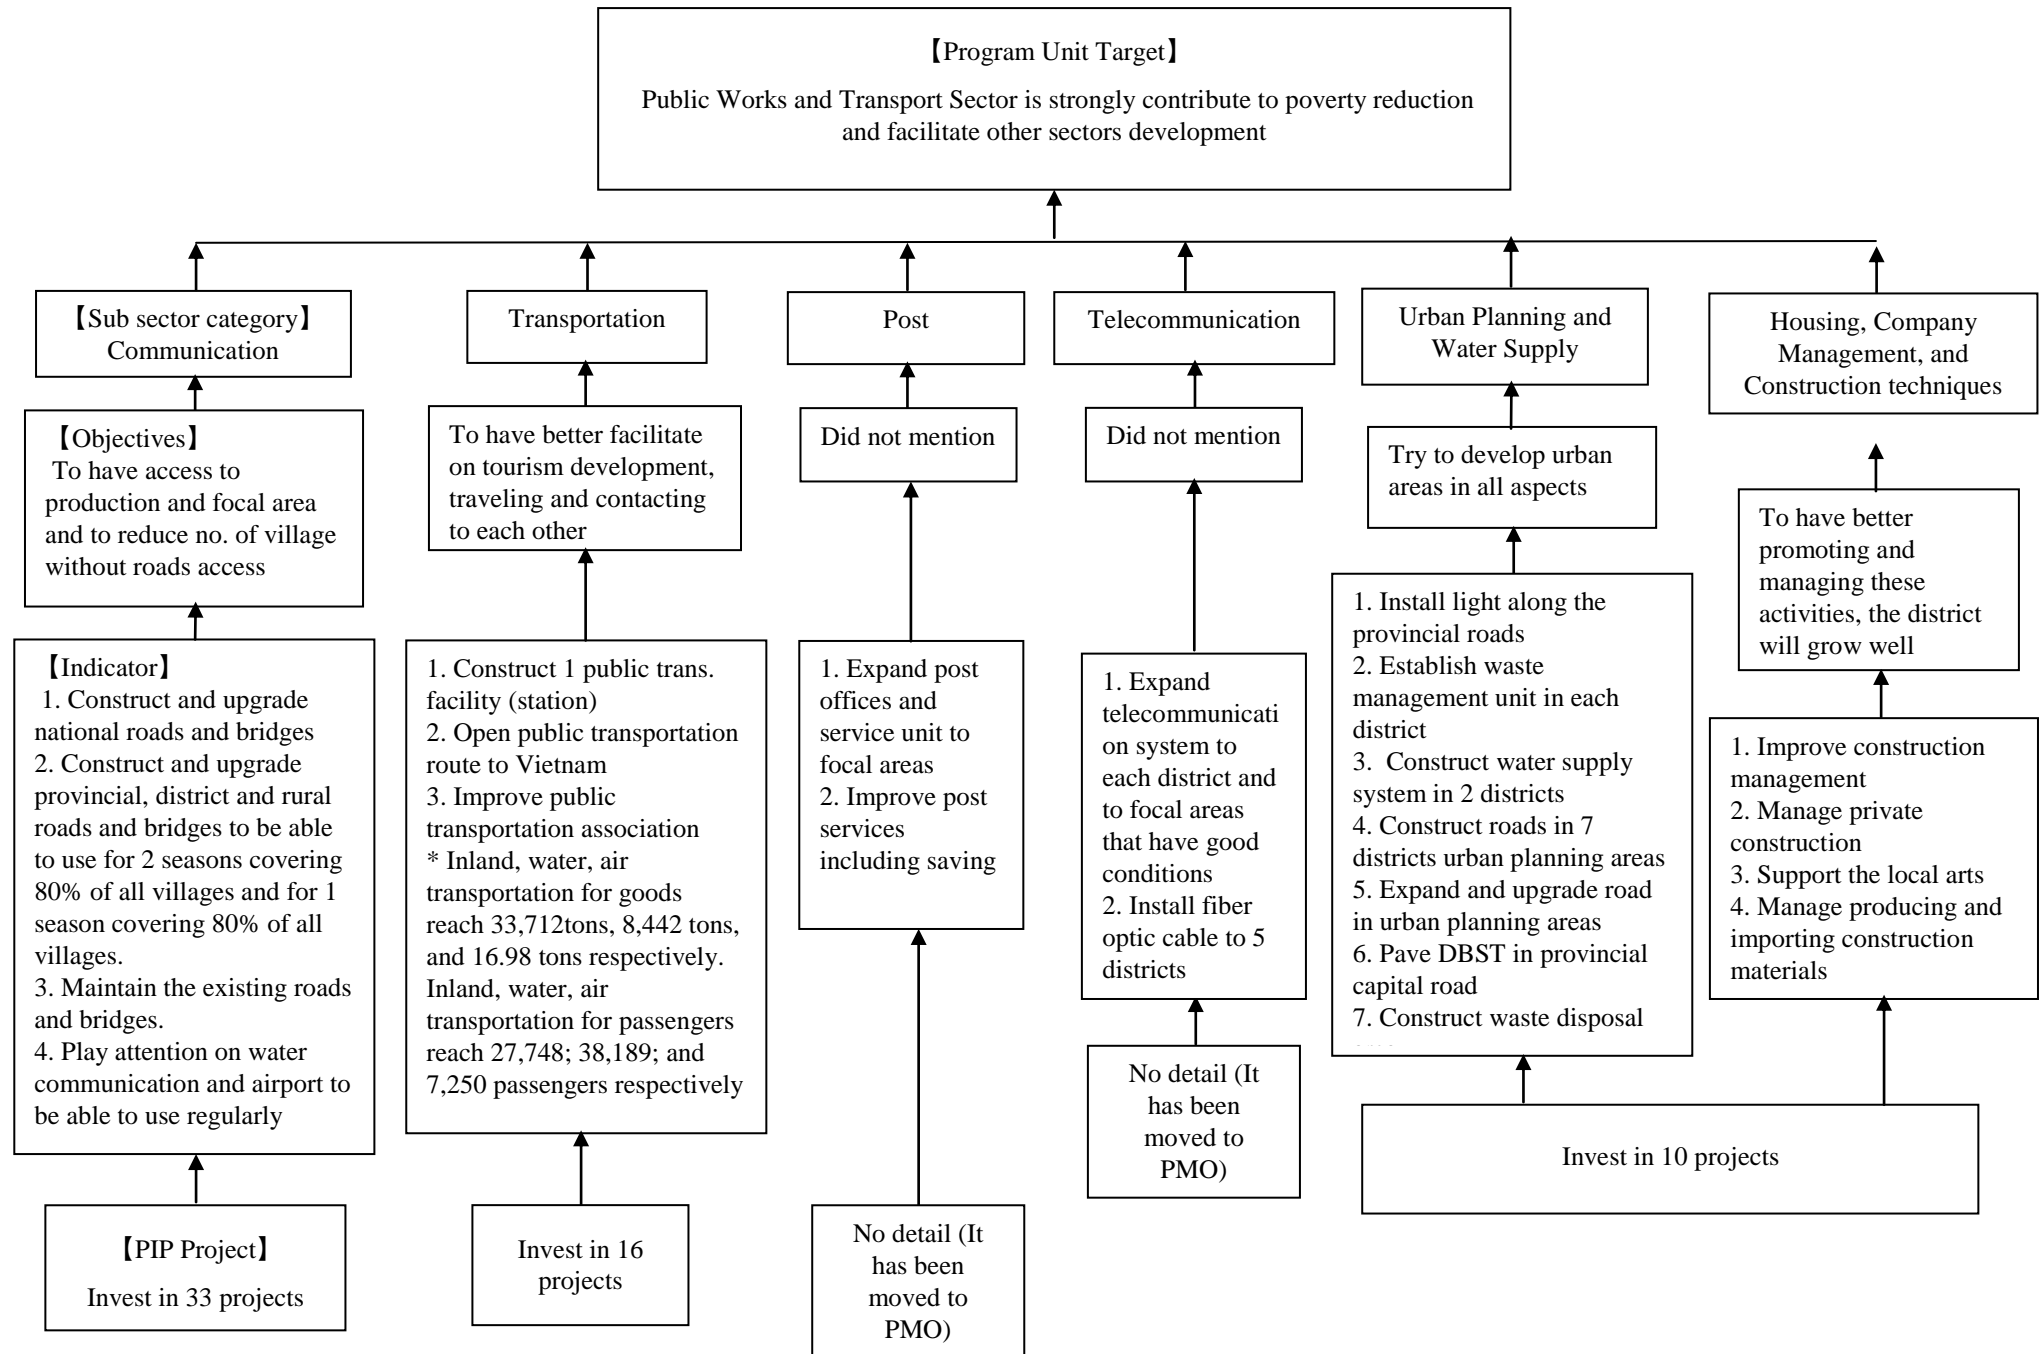 【Program Unit Target】
Public Works and Transport Sector is strongly contribute to poverty reduction
and facilitate other sectors development
【Sub sector category】
Communication
Transportation
Post
Telecommunication
Urban Planning and
Water Supply
Housing, Company
Management, and
Construction techniques
【Objectives】
To have access to
production and focal area
and to reduce no. of village
without roads access
To have better facilitate
on tourism development,
traveling and contacting
to each other
Did not mention
Did not mention
Try to develop urban
areas in all aspects
To have better
promoting and
managing these
activities, the district
will grow well
【Indicator】
1. Construct and upgrade
national roads and bridges
2. Construct and upgrade
provincial, district and rural
roads and bridges to be able
to use for 2 seasons covering
80% of all villages and for 1
season covering 80% of all
villages.
3. Maintain the existing roads
and bridges.
4. Play attention on water
communication and airport to
be able to use regularly
1. Construct 1 public trans.
facility (station)
2. Open public transportation
route to Vietnam
3. Improve public
transportation association
* Inland, water, air
transportation for goods
reach 33,712tons, 8,442 tons,
and 16.98 tons respectively.
Inland, water, air
transportation for passengers
reach 27,748; 38,189; and
7,250 passengers respectively
1. Expand post
offices and
service unit to
focal areas
2. Improve post
services
including saving
1. Expand
telecommunicati
on system to
each district and
to focal areas
that have good
conditions
2. Install fiber
optic cable to 5
districts
1. Install light along the
provincial roads
2. Establish waste
management unit in each
district
3. Construct water supply
system in 2 districts
4. Construct roads in 7
districts urban planning areas
5. Expand and upgrade road
in urban planning areas
6. Pave DBST in provincial
capital road
7. Construct waste disposal
1. Improve construction
management
2. Manage private
construction
3. Support the local arts
4. Manage producing and
importing construction
materials
【PIP Project】
Invest in 33 projects
Invest in 16
projects
No detail (It
has been
moved to
PMO)
No detail (It
has been
moved to
PMO)
Invest in 10 projects